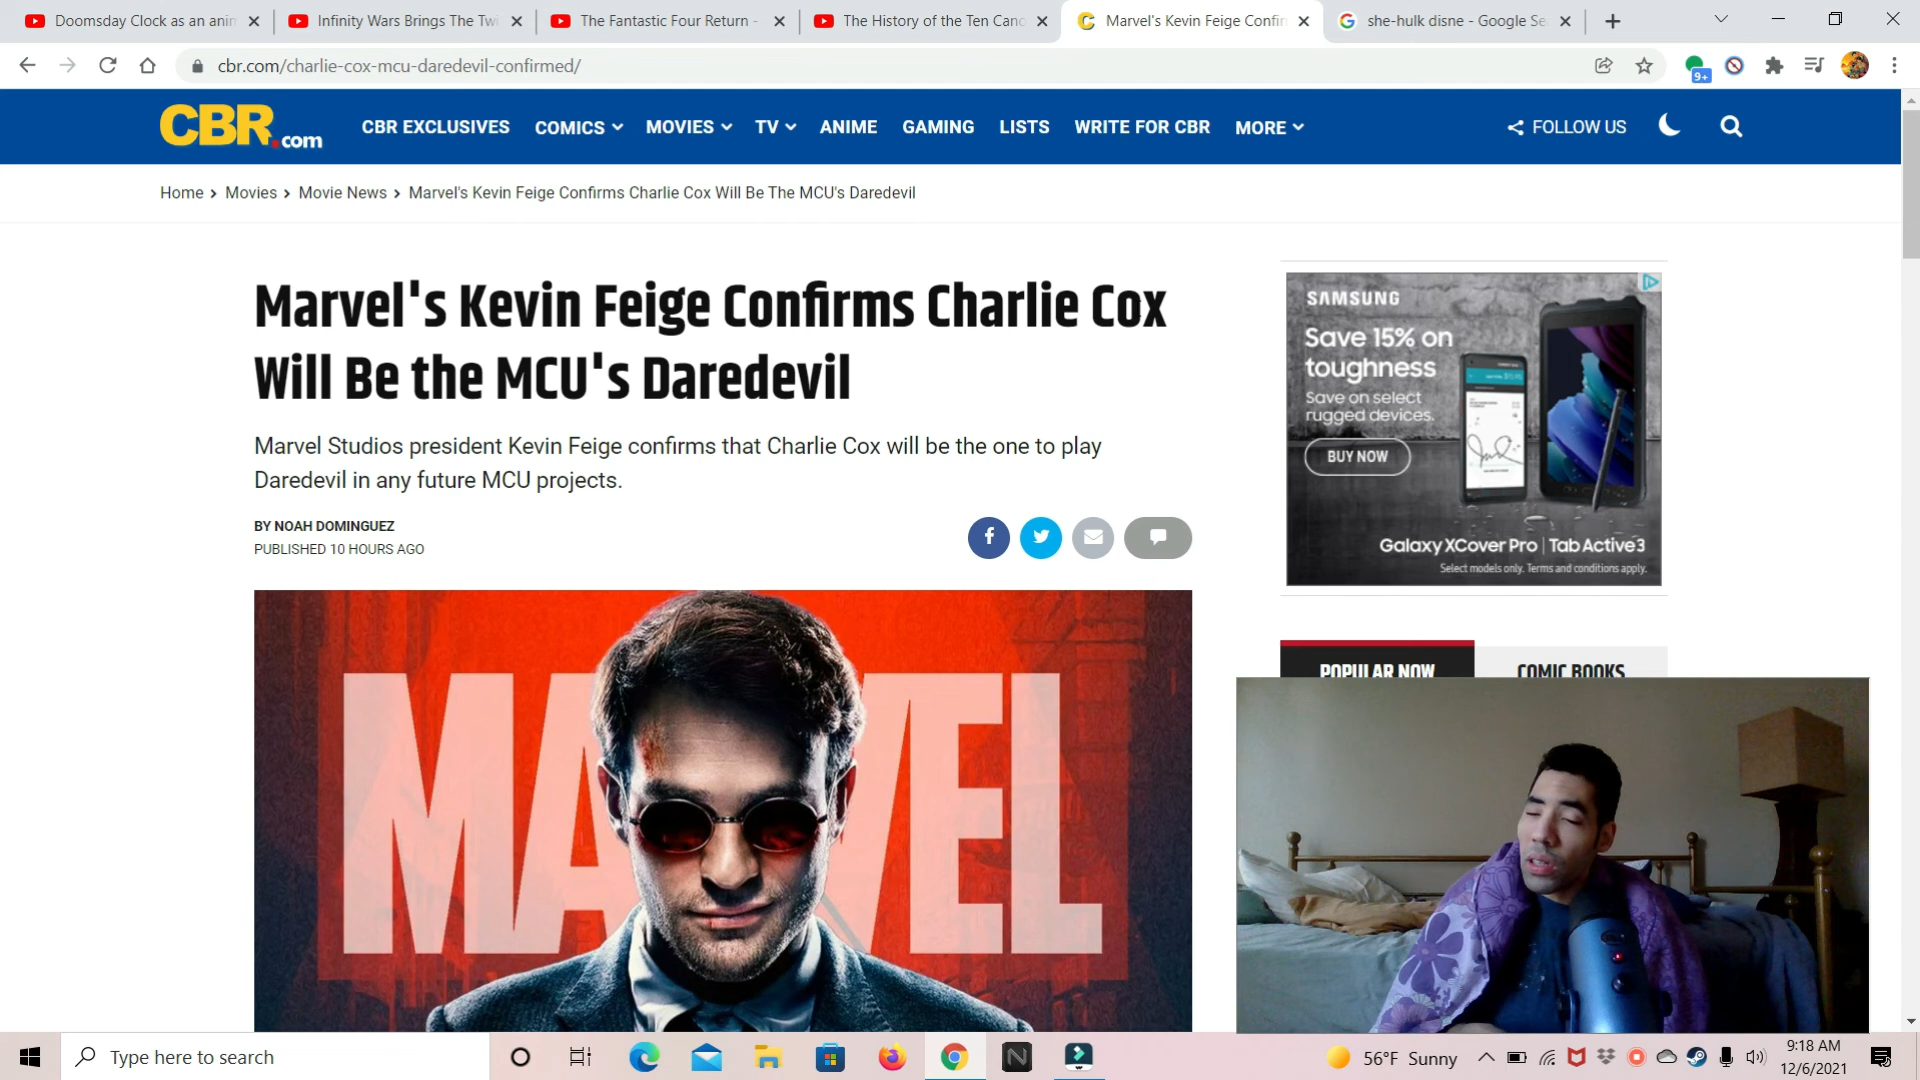 Doomsday Clock as an anim
Infinity Wars Brings The Twi
The Fantastic Four Return -
The History of the Ten Cano
Marvel's Kevin Feige Confir
she-hulk disne - Google Sea
cbr.com/charlie-cox-mcu-daredevil-confirmed/
9+
CBR.com
CBR EXCLUSIVES
COMICS
MOVIES
TV
ANIME
GAMING
LISTS
WRITE FOR CBR
MORE
FOLLOW US
Home > Movies > Movie News > Marvel's Kevin Feige Confirms Charlie Cox Will Be The MCU's Daredevil
Marvel's Kevin Feige Confirms Charlie Cox
Will Be the MCU's Daredevil
Marvel Studios president Kevin Feige confirms that Charlie Cox will be the one to play
Daredevil in any future MCU projects.
BY NOAH DOMINGUEZ
PUBLISHED 10 HOURS AGO
SAMSUNG
Save 15% on
toughness
Save on select
rugged devices.
BUY NOW
Galaxy XCover Pro | Tab Active3
Select models only. Terms and conditions apply.
POPULAR NOW
COMIC BOOKS
MARVEL
Type here to search
56°F Sunny
9:18 AM
12/6/2021